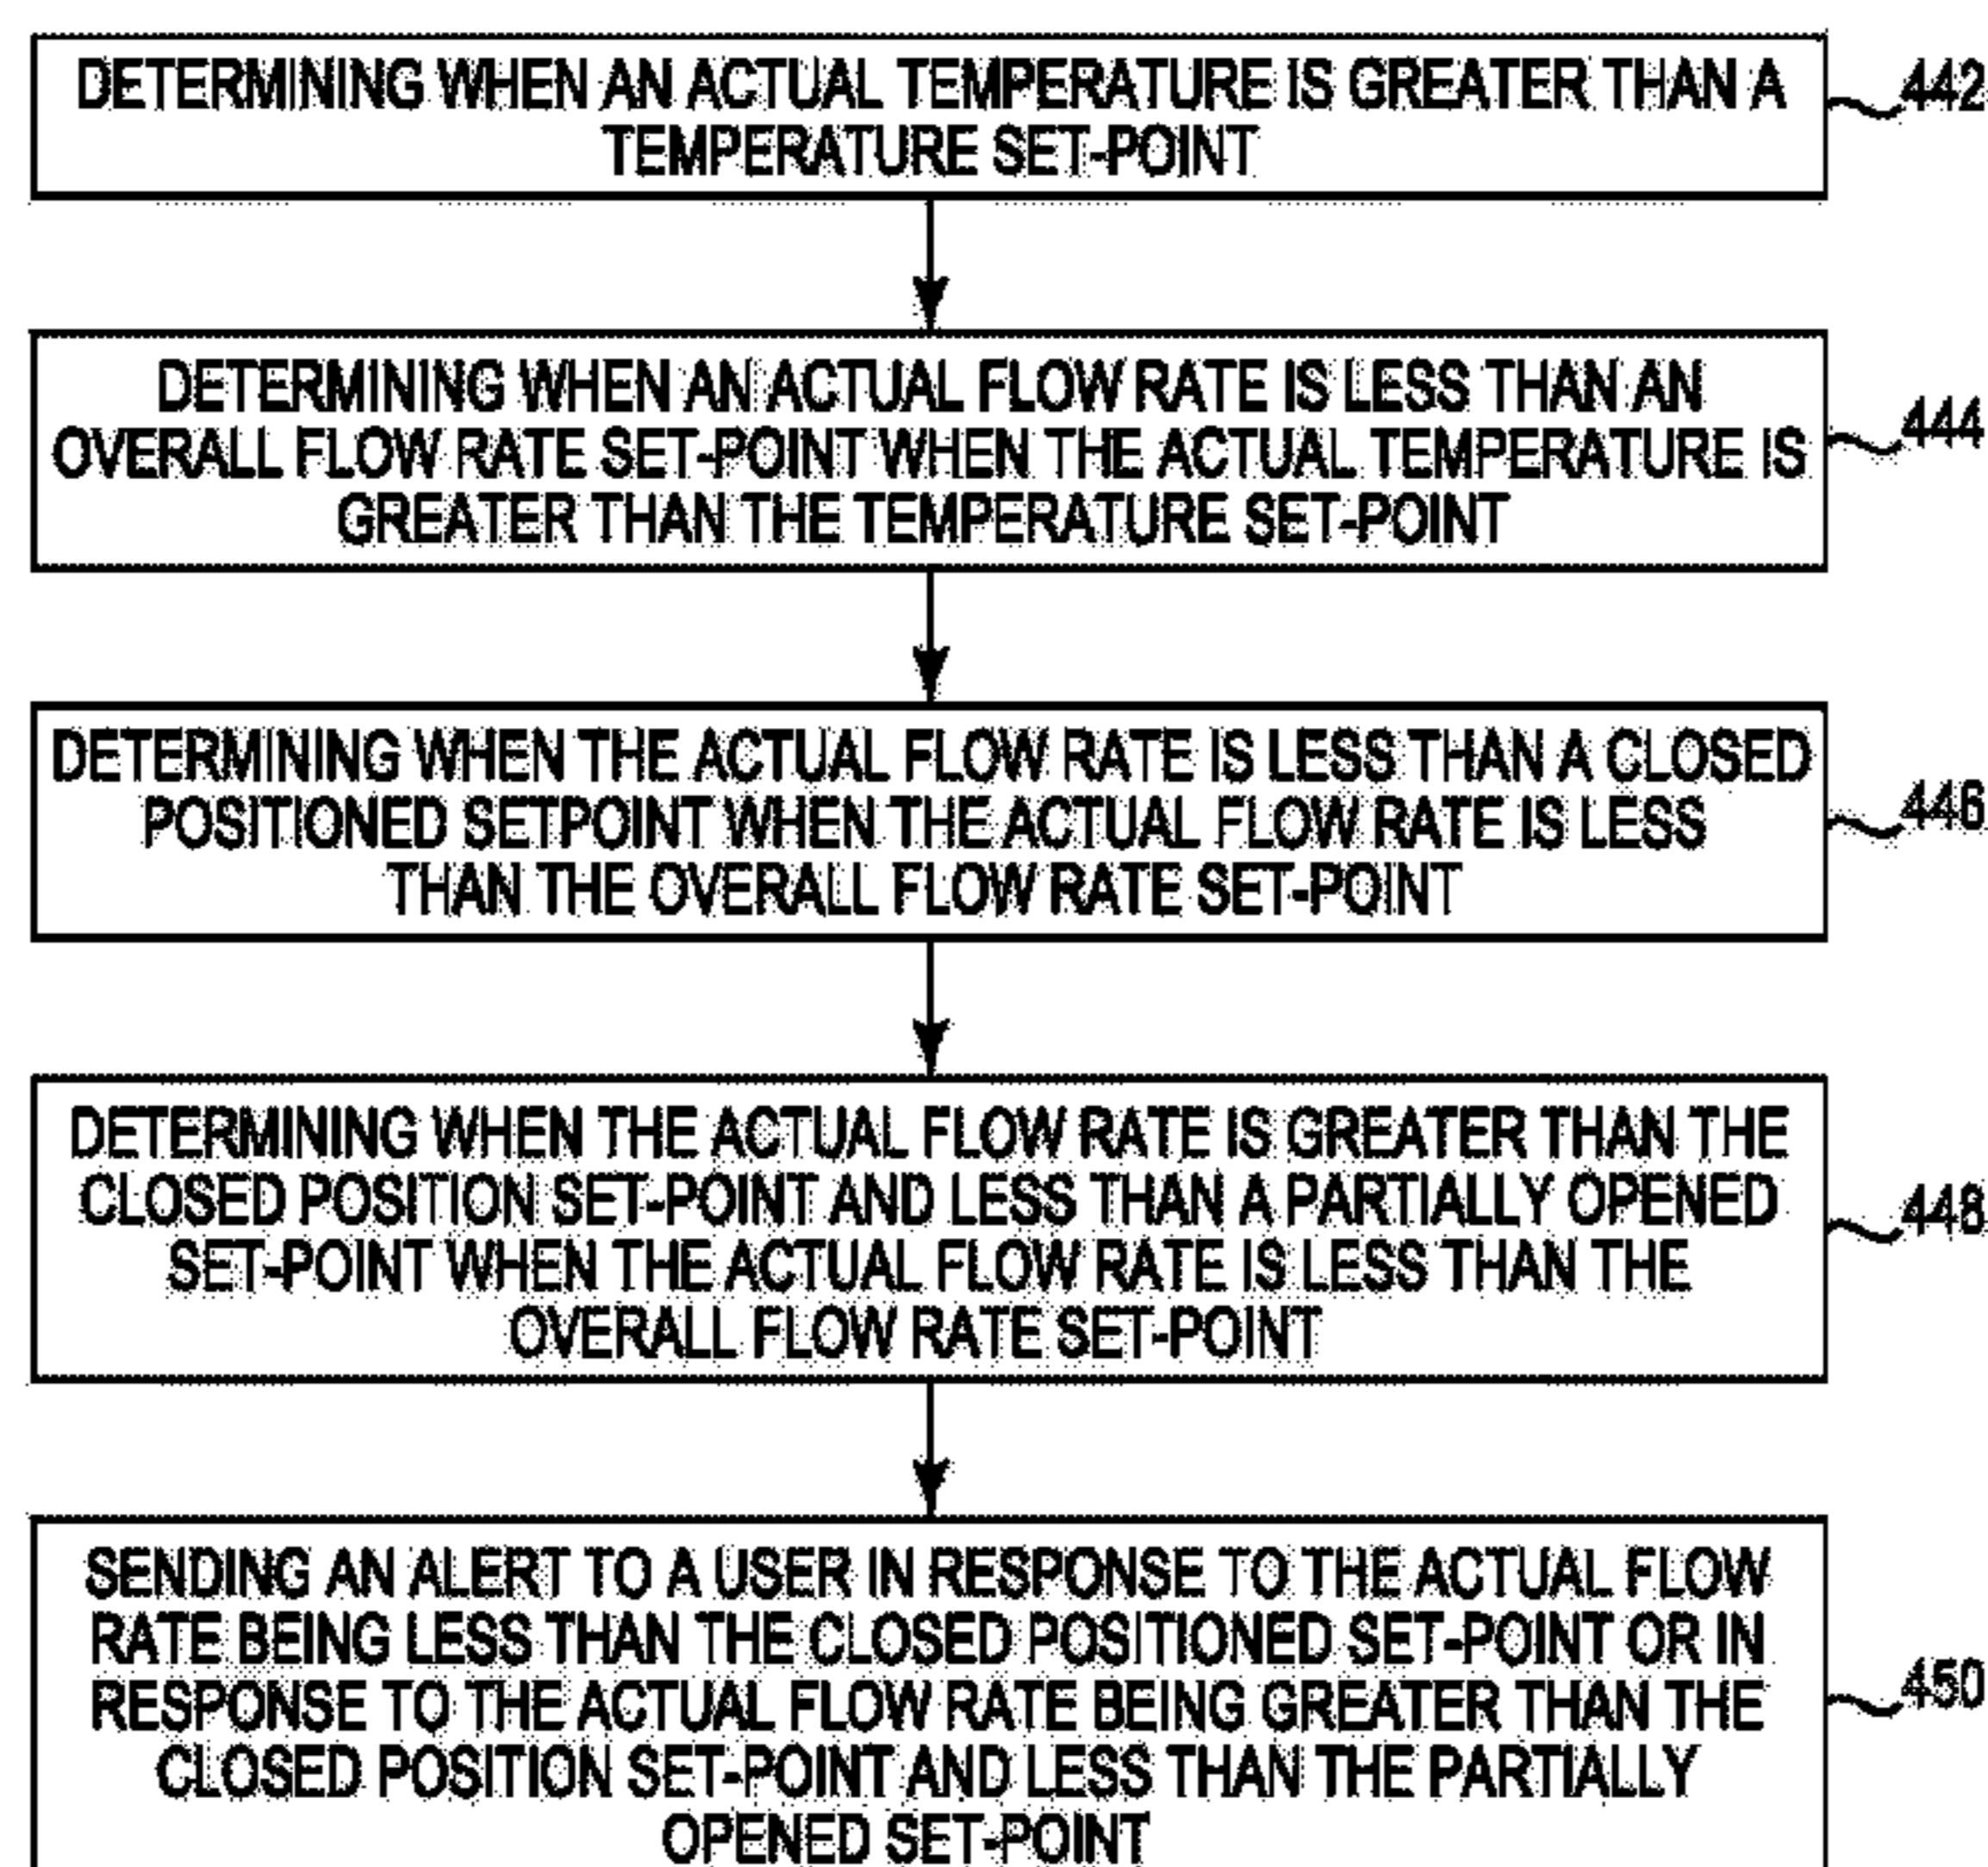 DETERMINING WHEN AN ACTUAL TEMPERATURE IS GREATER THAN A
TEMPERATURE SET-POINT
442
DETERMINING WHEN AN ACTUAL FLOW RATE IS LESS THAN AN
OVERALL FLOW RATE SET-POINT WHEN THE ACTUAL TEMPERATURE IS
GREATER THAN THE TEMPERATURE SET-POINT
444
DETERMINING WHEN THE ACTUAL FLOW RATE IS LESS THAN A CLOSED
POSITIONED SETPOINT WHEN THE ACTUAL FLOW RATE IS LESS
THAN THE OVERALL FLOW RATE SET-POINT
446
DETERMINING WHEN THE ACTUAL FLOW RATE IS GREATER THAN THE
CLOSED POSITION SET-POINT AND LESS THAN A PARTIALLY OPENED
SET-POINT WHEN THE ACTUAL FLOW RATE IS LESS THAN THE
OVERALL FLOW RATE SET-POINT
448
SENDING AN ALERT TO A USER IN RESPONSE TO THE ACTUAL FLOW
RATE BEING LESS THAN THE CLOSED POSITIONED SET-POINT OR IN
RESPONSE TO THE ACTUAL FLOW RATE BEING GREATER THAN THE
CLOSED POSITION SET-POINT AND LESS THAN THE PARTIALLY
OPENED SET-POINT
450